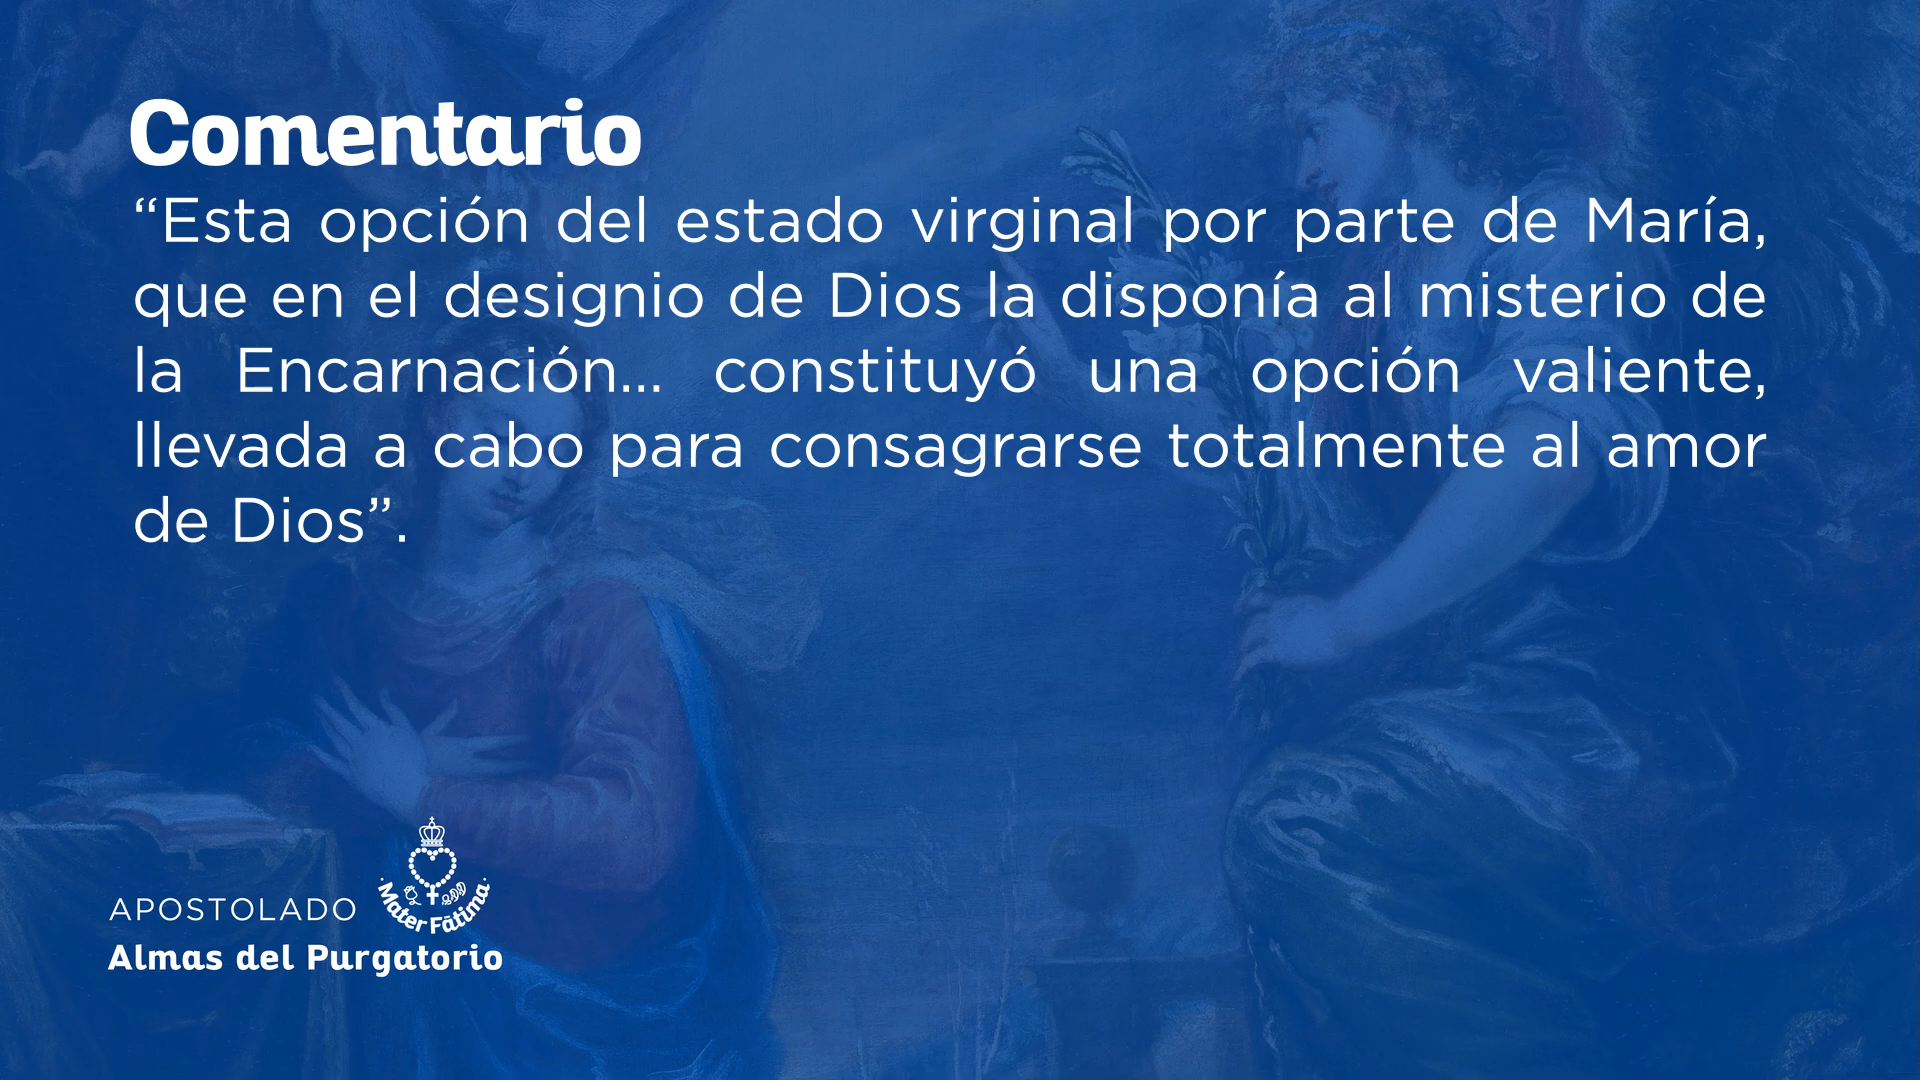 Comentario
“Esta opción del estado virginal por parte de María,
que en el designio de Dios la disponía al misterio de
la Encarnación... constituyó una opción valiente,
llevada a cabo para consagrarse totalmente al amor
de Dios”.
APOSTOLADO
Mater Fátima
Almas del Purgatorio